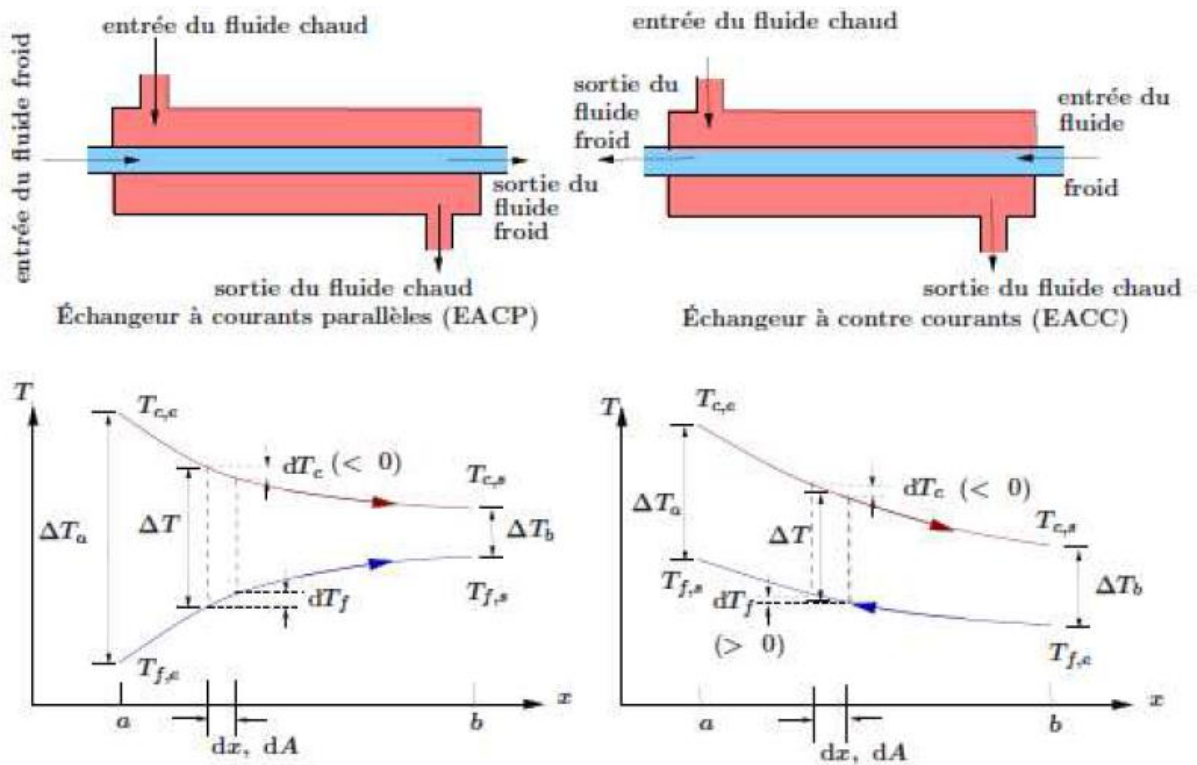 entrée du fluide chaud
entrée du fluide froid
sortie du
fluide
froid
sortie du fluide chaud
Échangeur à courants parallèles (EACP)
entrée du fluide chaud
sortie du
fluide
froid
entrée du
fluide
froid
sortie du fluide chaud
Échangeur à contre courants (EACC)
T
T_{c,e}
dT_c (< 0)
T_{c,s}
ΔT_a
ΔT
ΔT_b
dT_f
T_{f,s}
T_{f,e}
x
a
b
dx, dA
T
T_{c,e}
dT_c (< 0)
T_{c,s}
ΔT_a
ΔT
ΔT_b
T_{f,s}
dT_f
(> 0)
T_{f,e}
x
a
b
dx, dA